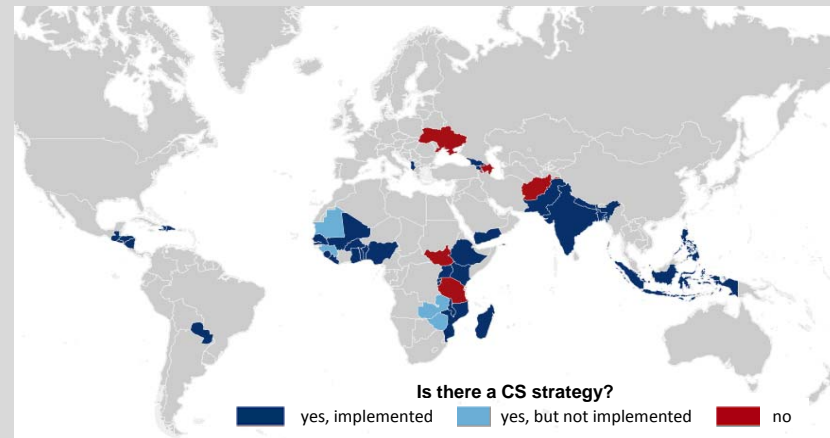 Is there a CS strategy?
yes, implemented yes, but not implemented no